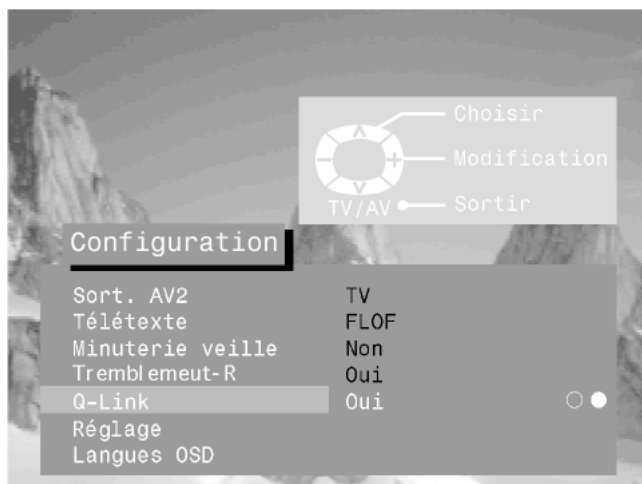 Choisir
Modification
TV/AV Sortir
Configuration
Sort. AV2 TV
Télétexte FLOF
Minuterie veille Non
Tremblemeut-R Oui
Q-Link Oui
Réglage
Langues OSD